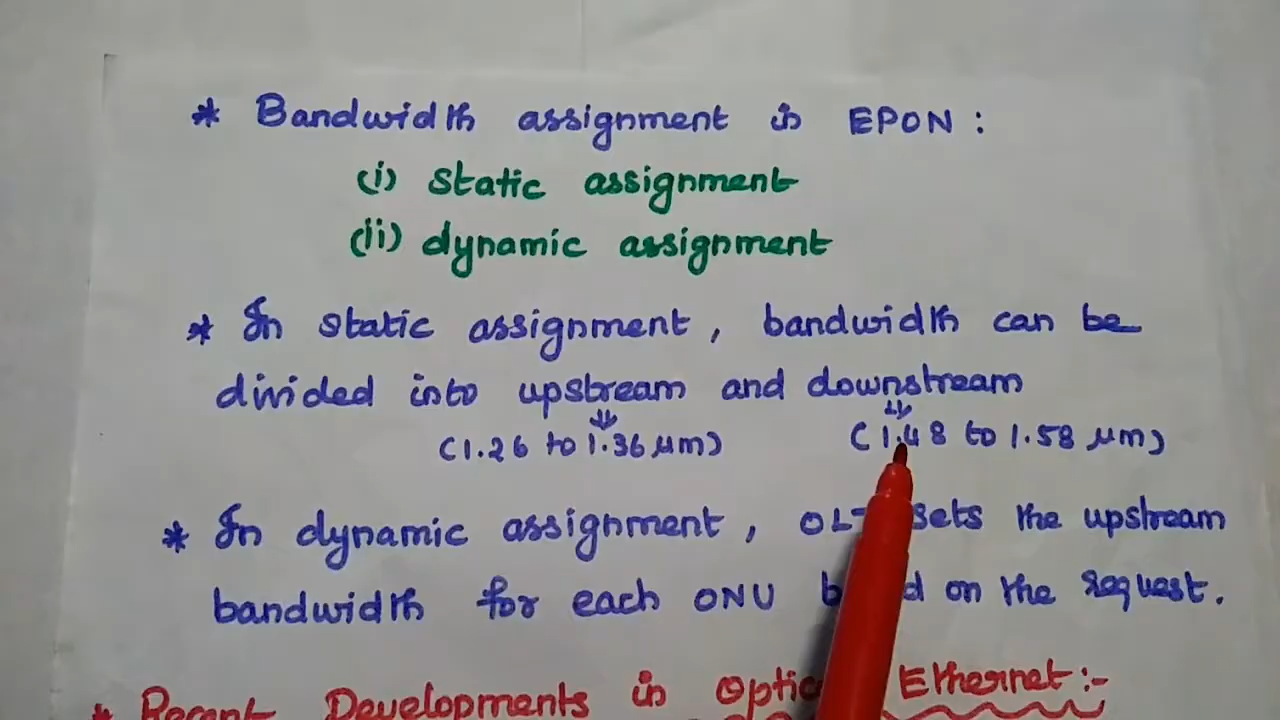 * Bandwidth assignment in EPON :
(i) static assignment
(ii) dynamic assignment
* In static assignment, bandwidth can be
divided into upstream and downstream
(1.26 to 1.36 μm) (1.48 to 1.58 μm)
* In dynamic assignment, OLT sets the upstream
bandwidth for each ONU on the request.
* Recent Developments in Ethernet :-